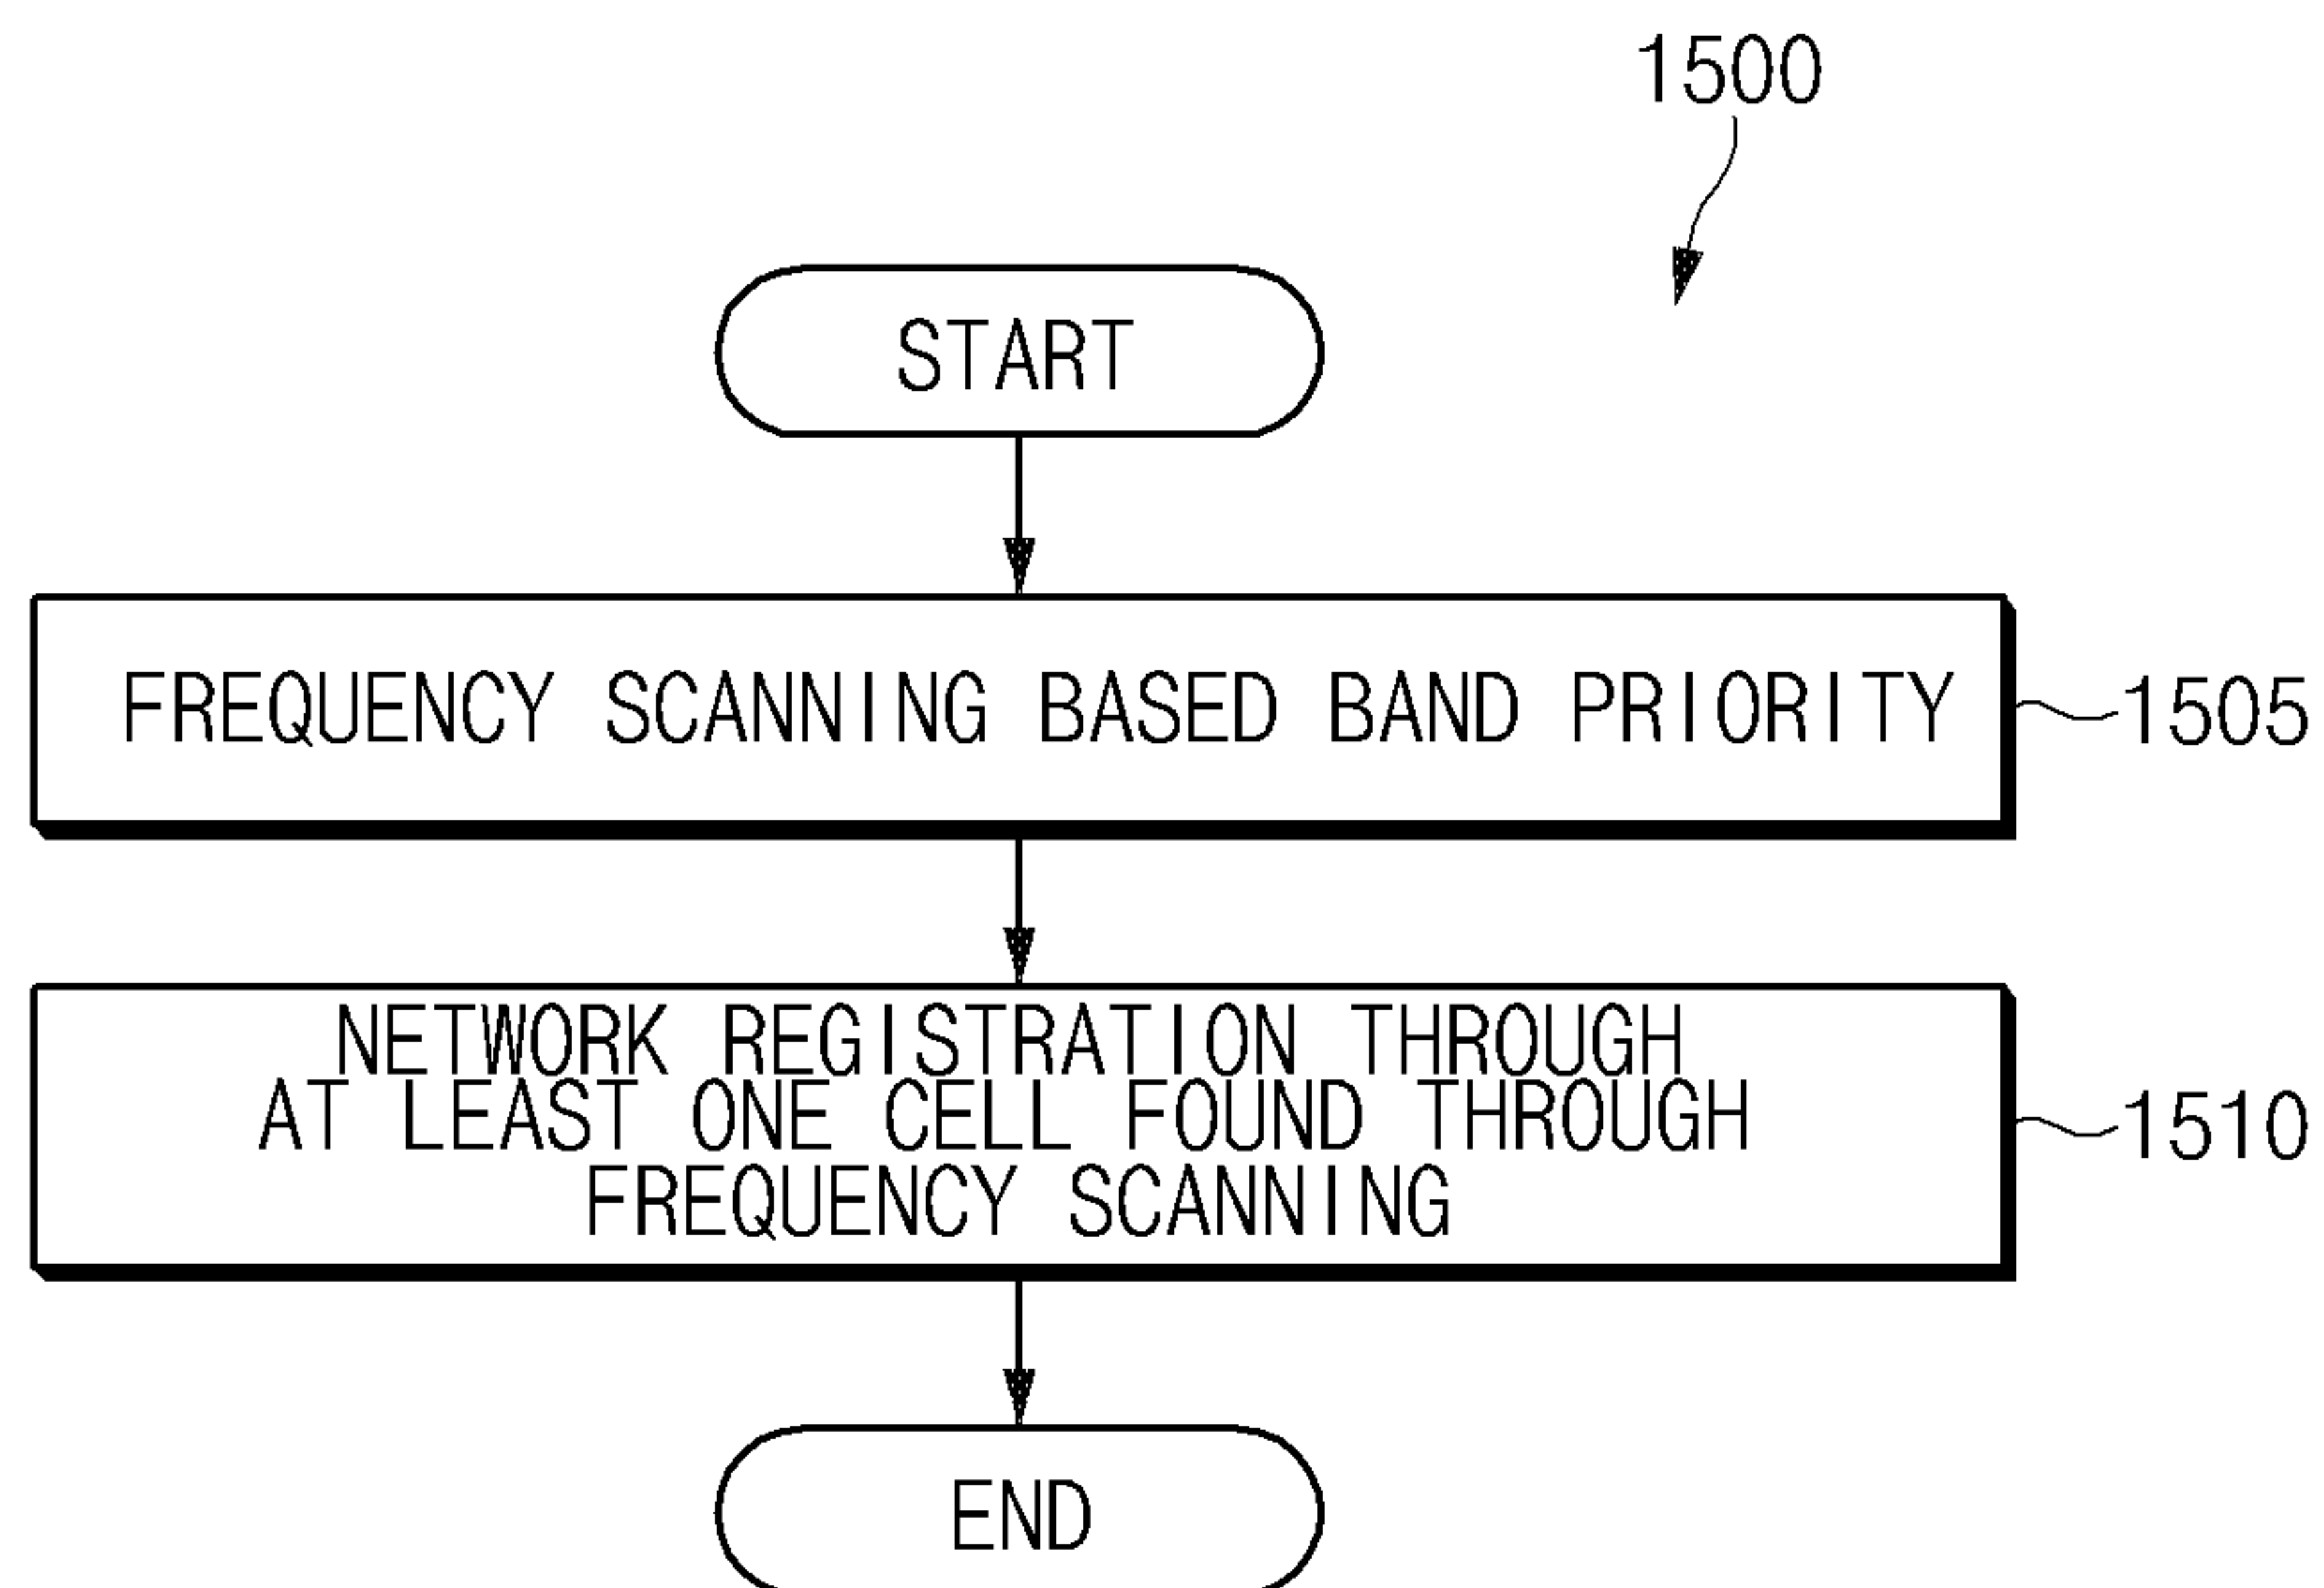 1500
START
FREQUENCY SCANNING BASED BAND PRIORITY
1505
NETWORK REGISTRATION THROUGH
AT LEAST ONE CELL FOUND THROUGH
FREQUENCY SCANNING
1510
END